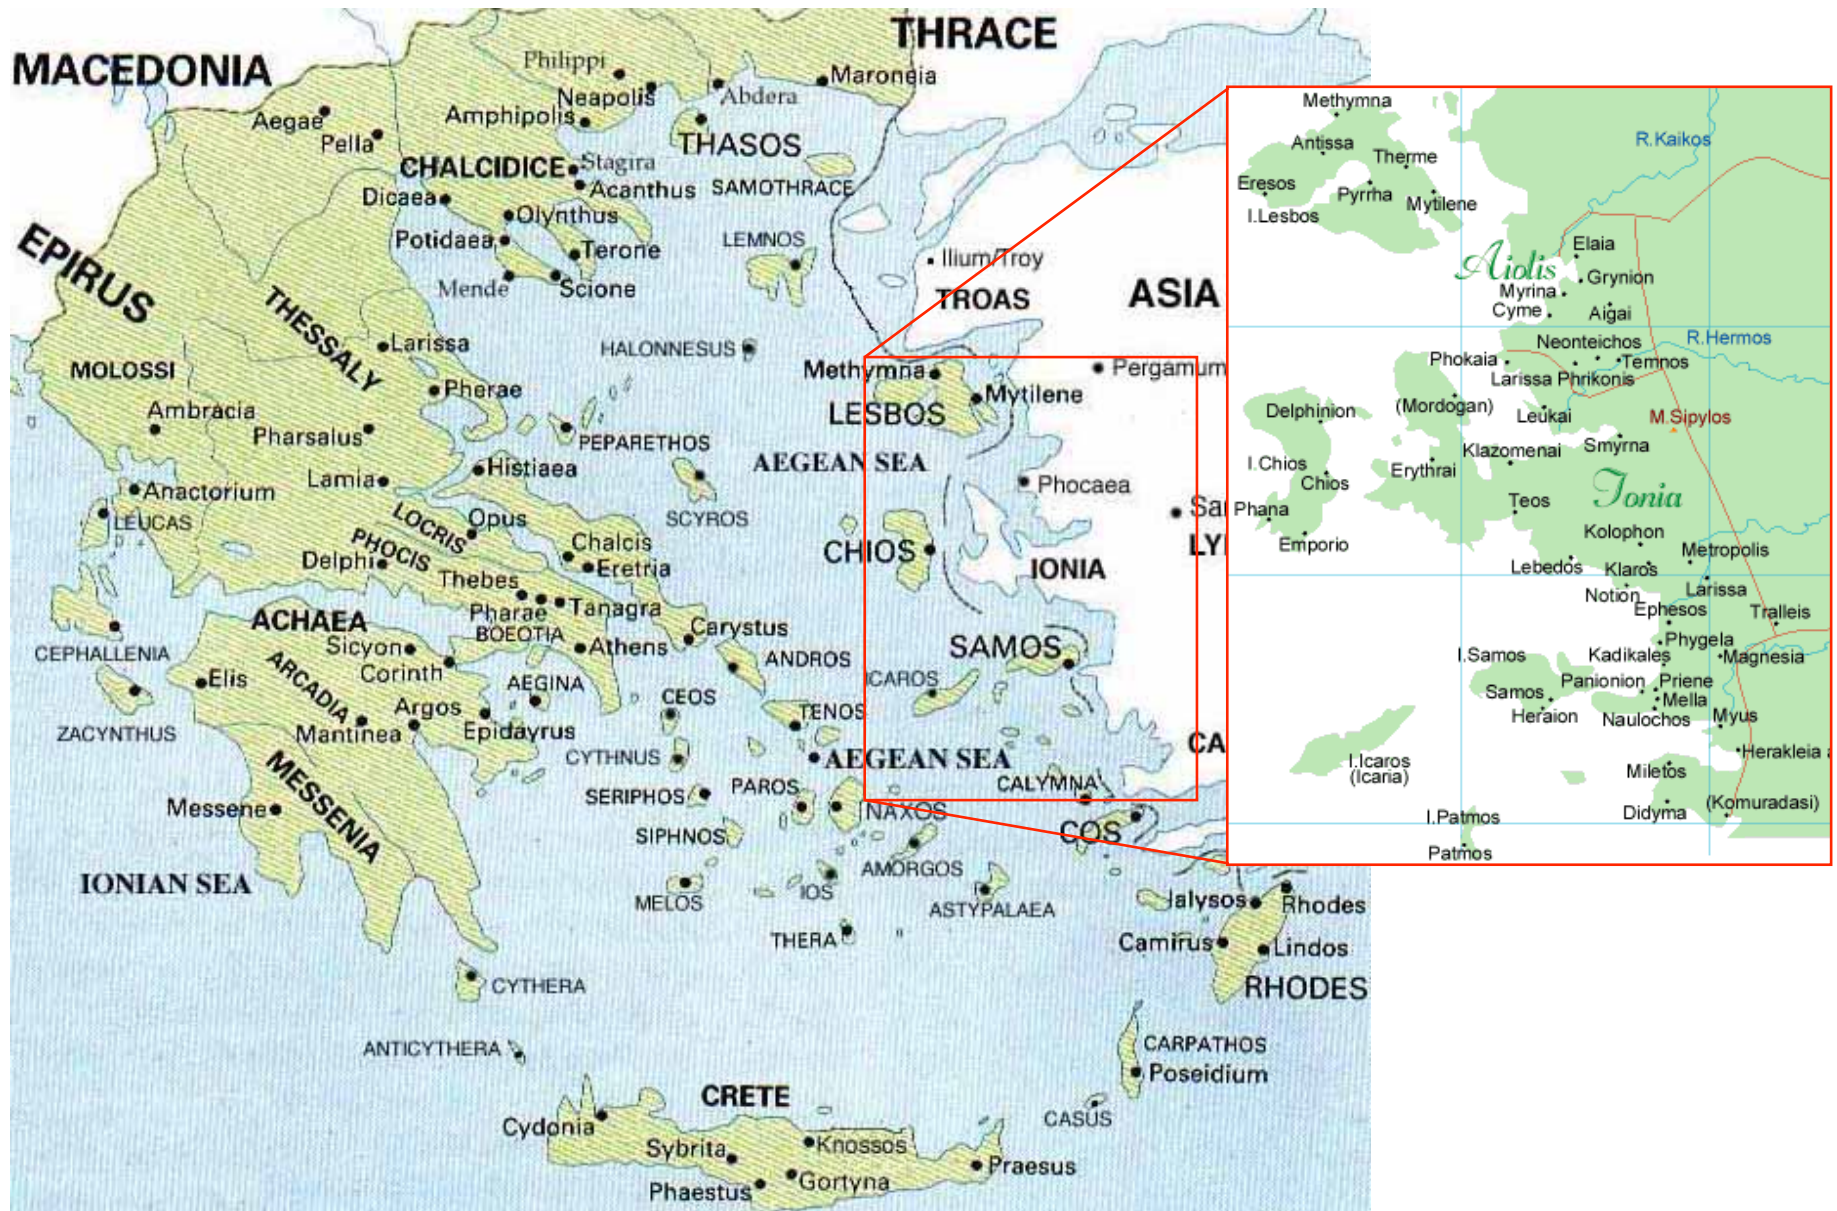 THRACE
MACEDONIA
Philippi
Maroneia
Neapolis
Abdera
Aegae
Amphipolis
Pella
THASOS
CHALCIDICE
Stagira
Acanthus
SAMOTHRACE
Dicaea
Olynthus
EPIRUS
Potidaea
Terone
LEMNOS
Ilium/Troy
Mende
Scione
TROAS
ASIA
THESSALY
Larissa
HALONNESUS
MOLOSSI
Methymna
Pergamum
Pherae
Mytilene
Ambracia
LESBOS
Pharsalus
PEPARETHOS
Histiaea
AEGEAN SEA
Lamia
Anactorium
Phocaea
LEUCAS
LOCRIS
Opus
SCYROS
Sar
PHOCIS
Chalcis
CHIOS
LY
Delphi
Eretria
IONIA
Thebes
Pharae
Tanagra
ACHAEA
BOEOTIA
Carystus
Sicyon
Athens
SAMOS
CEPHALLENIA
Corinth
ANDROS
Elis
ARCADIA
AEGINA
CEOS
ICAROS
Argos
TENOS
ZACYNTHUS
Mantinea
Epidayrus
CYTHNUS
AEGEAN SEA
CA
MESSENIA
PAROS
CALYMNA
SERIPHOS
Messene
NAXOS
SIPHNOS
COS
AMORGOS
IONIAN SEA
MELOS
IOS
ASTYPALAEA
Ialysos
Rhodes
THERA
Camirus
Lindos
CYTHERA
RHODES
ANTICYTHERA
CARPATHOS
Poseidium
CRETE
CASUS
Cydonia
Sybrita
Knossos
Praesus
Phaestus
Gortyna
Methymna
R.Kaikos
Antissa
Therme
Eresos
Pyrrha
Mytilene
I.Lesbos
Elaia
Aiolis
Grynion
Myrina
Cyme
Aigai
Neonteichos
R.Hermos
Phokaia
Temnos
Larissa Phrikonis
Delphinion
(Mordogan)
Leukai
M.Sipylos
Klazomenai
Smyrna
I.Chios
Erythrai
Chios
Ionia
Phana
Teos
Emporio
Kolophon
Metropolis
Lebedos
Klaros
Notion
Larissa
Ephesos
Tralleis
Phygela
I.Samos
Kadikales
Magnesia
Panionion
Priene
Samos
Mella
Heraion
Naulochos
Myus
I.Icaros
(Icaria)
Herakleia a
Miletos
Didyma
(Komuradasi)
I.Patmos
Patmos